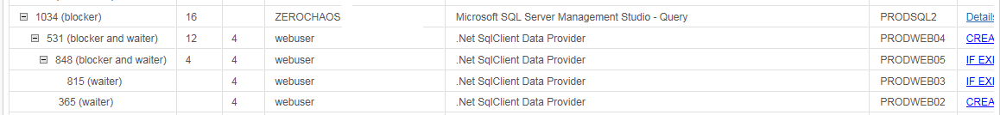 1034 (blocker) 16 ZEROCHAOS Microsoft SQL Server Management Studio - Query PRODSQL2 Details
531 (blocker and waiter) 12 4 webuser .Net SqlClient Data Provider PRODWEB04 CREA
848 (blocker and waiter) 4 4 webuser .Net SqlClient Data Provider PRODWEB05 IF EXI
815 (waiter) 4 webuser .Net SqlClient Data Provider PRODWEB03 IF EXI
365 (waiter) 4 webuser .Net SqlClient Data Provider PRODWEB02 CREA